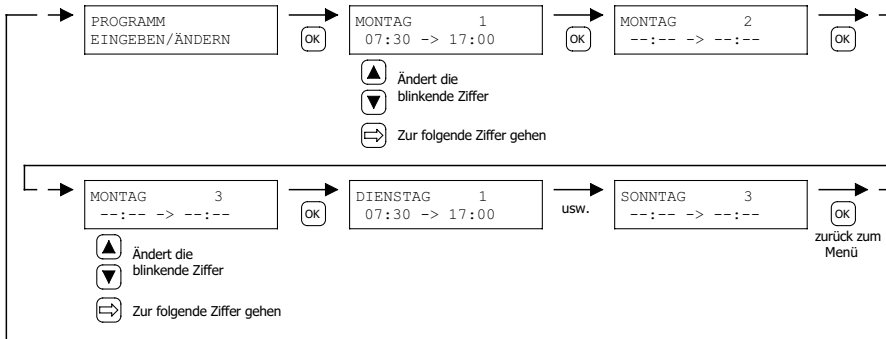 PROGRAMM
EINGEBEN/ÄNDERN
OK
MONTAG 1
07:30 -> 17:00
OK
MONTAG 2
--:-- -> --:--
OK
Ändert die
blinkende Ziffer
Zur folgende Ziffer gehen
MONTAG 3
--:-- -> --:--
OK
DIENSTAG 1
07:30 -> 17:00
usw.
SONNTAG 3
--:-- -> --:--
OK
zurück zum
Menü
Ändert die
blinkende Ziffer
Zur folgende Ziffer gehen